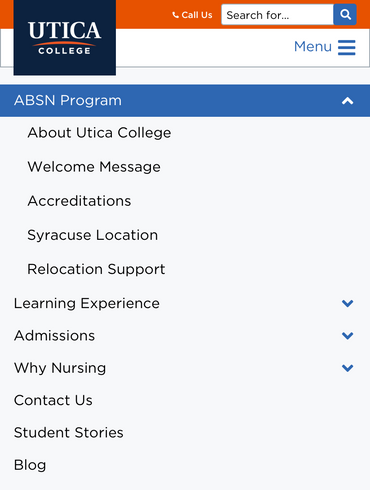 Call Us
Search for...
UTICA
COLLEGE
Menu
ABSN Program
About Utica College
Welcome Message
Accreditations
Syracuse Location
Relocation Support
Learning Experience
Admissions
Why Nursing
Contact Us
Student Stories
Blog